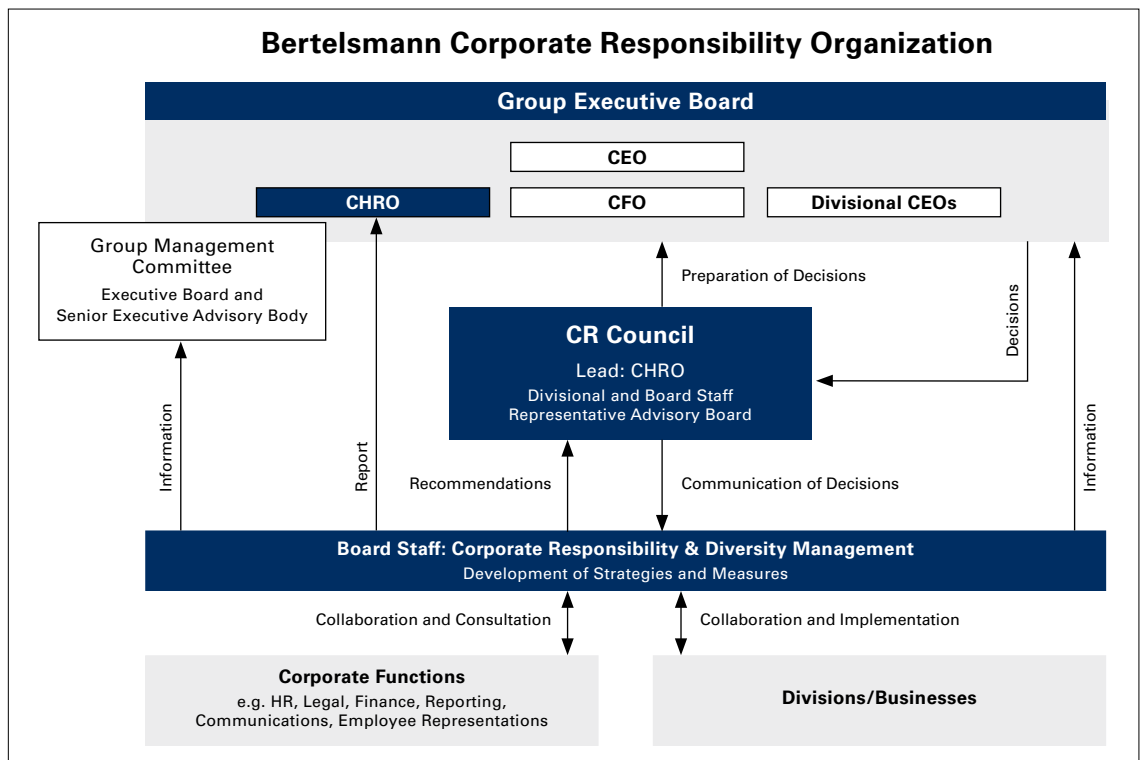 Bertelsmann Corporate Responsibility Organization
Group Executive Board
CEO
CHRO
CFO
Divisional CEOs
Group Management
Committee
Executive Board and
Senior Executive Advisory Body
Preparation of Decisions
Decisions
CR Council
Lead: CHRO
Divisional and Board Staff
Representative Advisory Board
Information
Report
Recommendations
Communication of Decisions
Information
Board Staff: Corporate Responsibility & Diversity Management
Development of Strategies and Measures
Collaboration and Consultation
Collaboration and Implementation
Corporate Functions
e.g. HR, Legal, Finance, Reporting,
Communications, Employee Representations
Divisions/Businesses